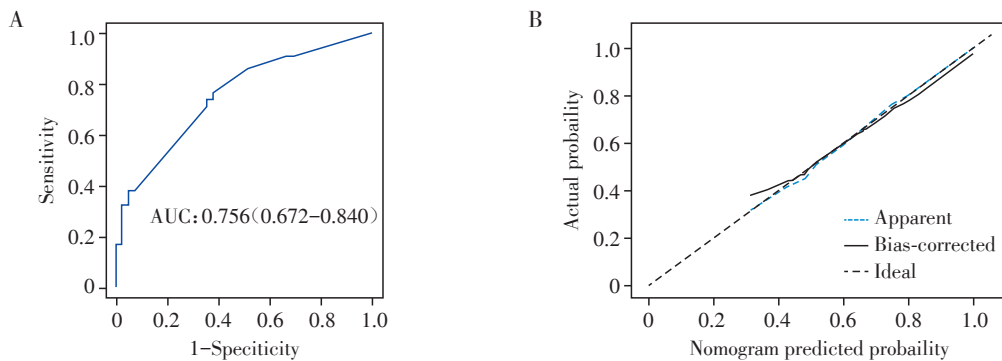 A
1.0
0.8
0.6
0.4
0.2
0
Sensitivity
AUC:0.756(0.672-0.840)
0 0.2 0.4 0.6 0.8 1.0
1-Speciticity
B
1.0
0.8
0.6
0.4
0.2
0
Actual probaility
Apparent
Bias-corrected
Ideal
0 0.2 0.4 0.6 0.8 1.0
Nomogram predicted probaility